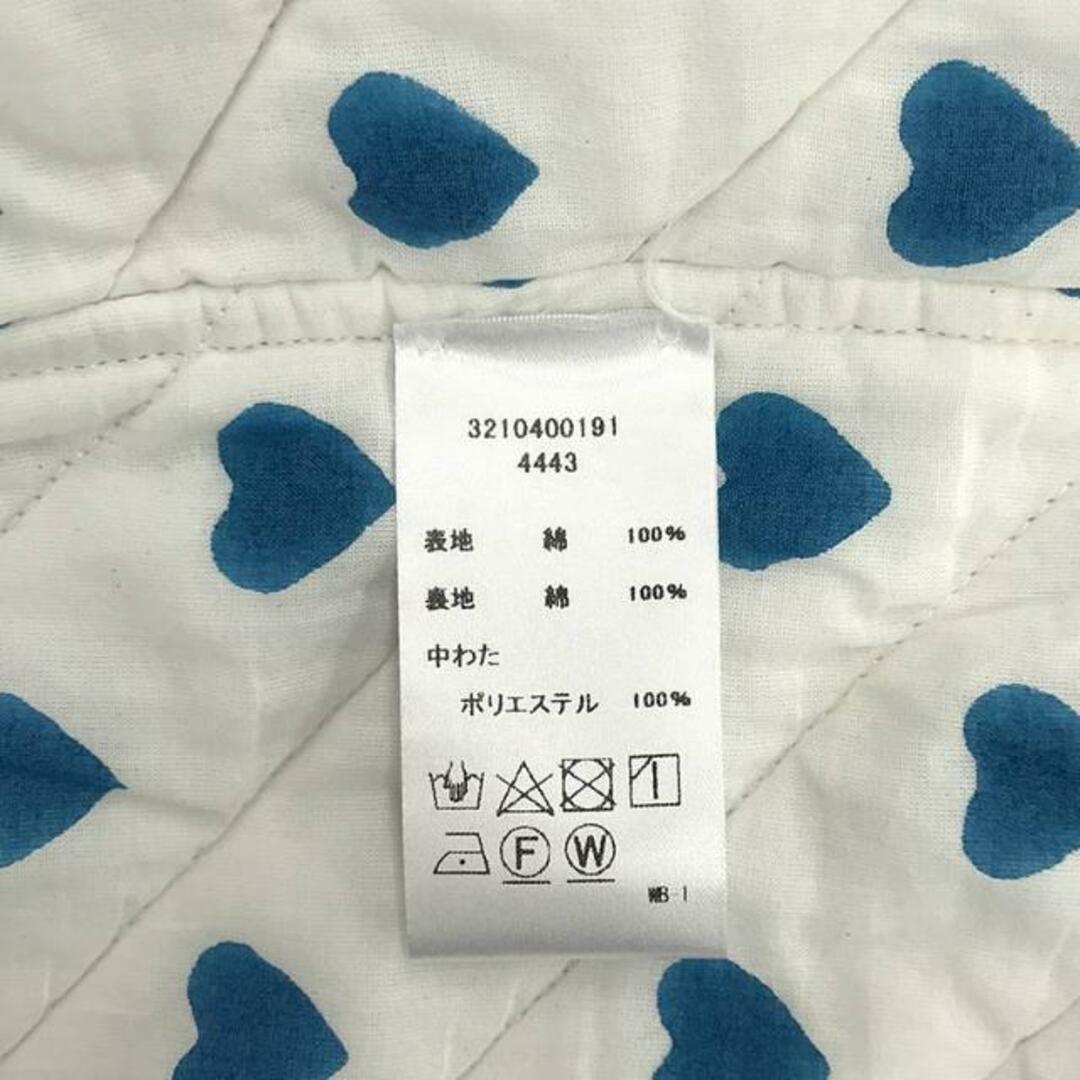 3210400191
4443
表地 綿 100%
裏地 綿 100%
中わた
ポリエステル 100%
F W
WB-1